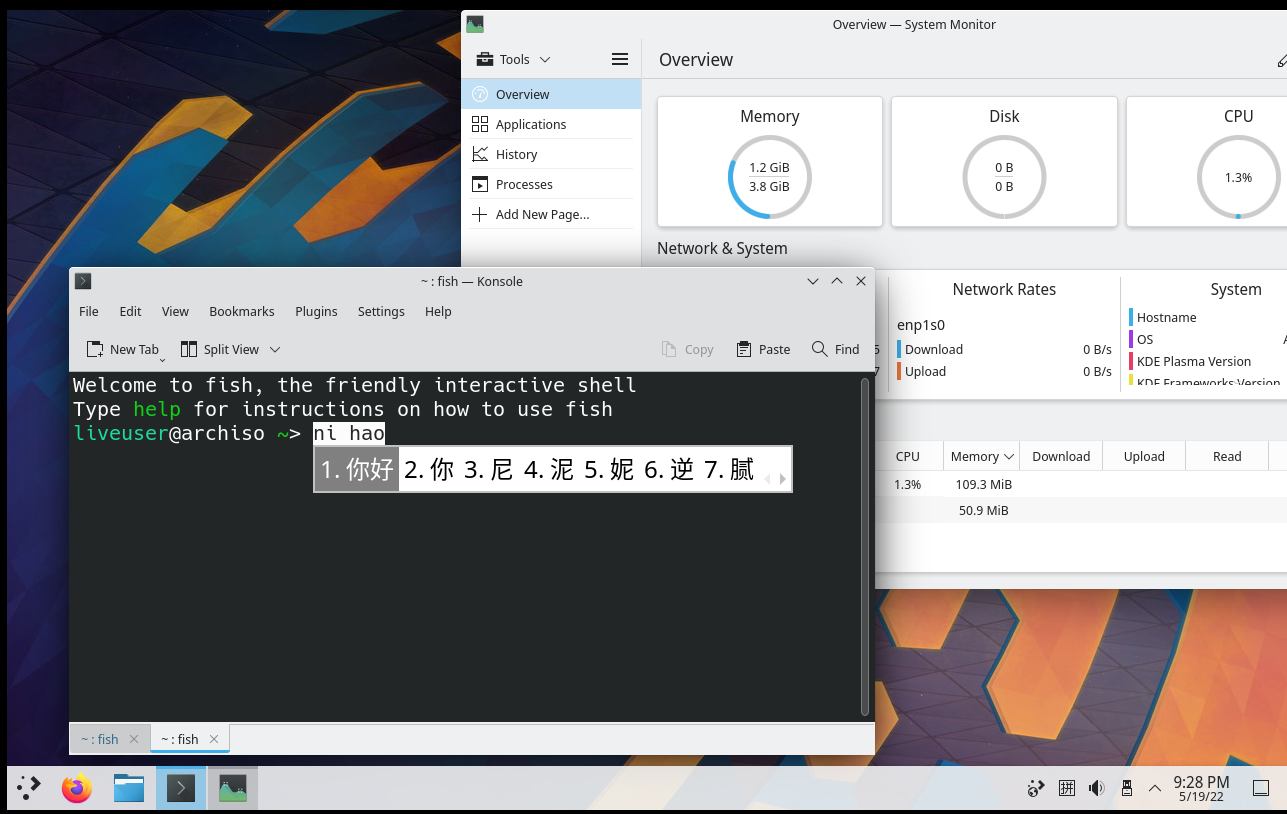 Overview — System Monitor
Tools
Overview
Overview
Applications
History
Processes
Add New Page...
Memory
1.2 GiB
3.8 GiB
Disk
0 B
0 B
CPU
1.3%
Network & System
Network Rates
enp1s0
Download 0 B/s
Upload 0 B/s
System
Hostname
OS
KDE Plasma Version
KDE Frameworks Version
CPU Memory Download Upload Read
1.3% 109.3 MiB
50.9 MiB
~ : fish — Konsole
File Edit View Bookmarks Plugins Settings Help
New Tab Split View Copy Paste Find
Welcome to fish, the friendly interactive shell
Type help for instructions on how to use fish
liveuser@archiso ~> ni hao
1. 你好 2. 你 3. 尼 4. 泥 5. 妮 6. 逆 7. 腻
~ : fish ~ : fish
拼 9:28 PM
5/19/22